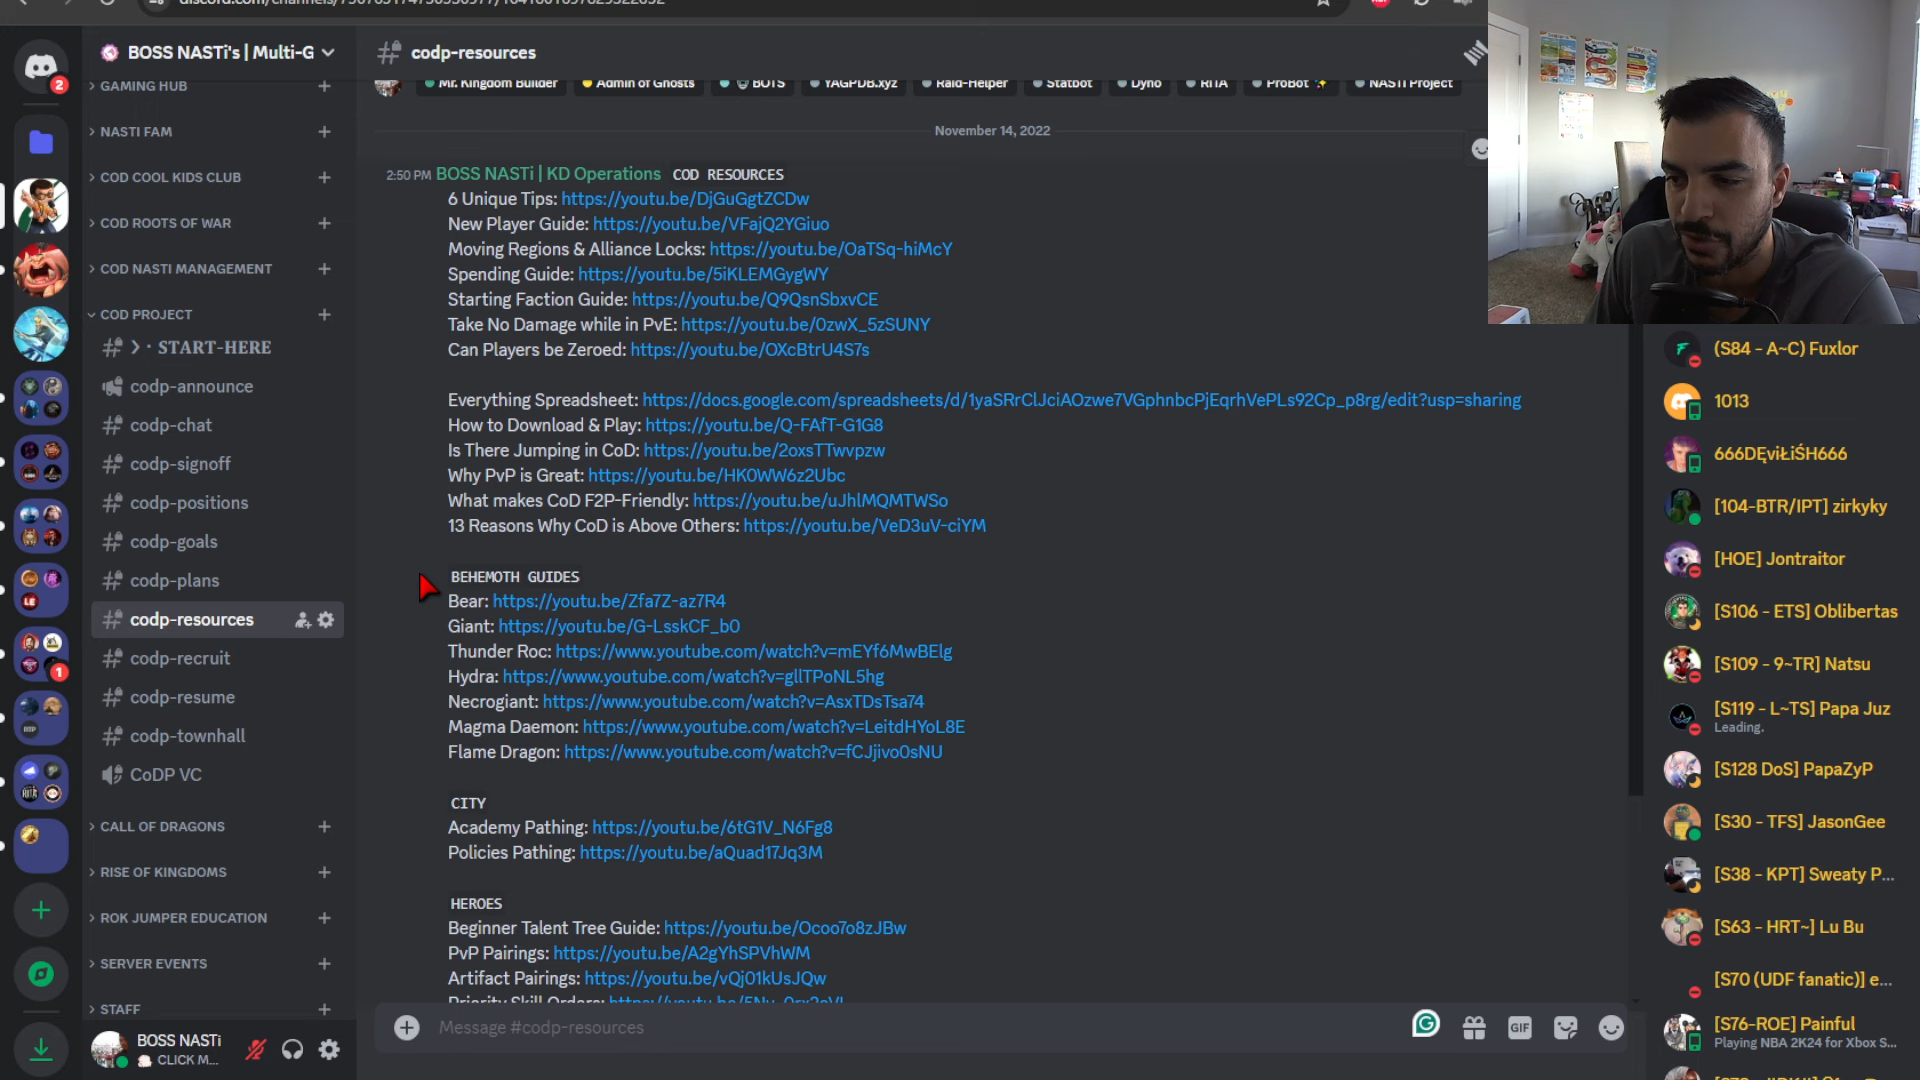 BOSS NASTi's | Multi-G
# codp-resources
GAMING HUB
NASTI FAM
COD COOL KIDS CLUB
COD ROOTS OF WAR
COD NASTI MANAGEMENT
COD PROJECT
START-HERE
codp-announce
codp-chat
codp-signoff
codp-positions
codp-goals
codp-plans
codp-resources
codp-recruit
codp-resume
codp-townhall
CoDP VC
CALL OF DRAGONS
RISE OF KINGDOMS
ROK JUMPER EDUCATION
SERVER EVENTS
STAFF
BOSS NASTi
CLICK M...
2
1
LE
Mr. Kingdom Builder
Admin of Ghosts
BOTS
YAGPDB.xyz
Raid-Helper
Statbot
Dyno
RITA
ProBot
NASTI Project
November 14, 2022
2:50 PM BOSS NASTi | KD Operations COD RESOURCES
6 Unique Tips: https://youtu.be/DjGuGgtZCDw
New Player Guide: https://youtu.be/VFajQ2YGiuo
Moving Regions & Alliance Locks: https://youtu.be/OaTSq-hiMcY
Spending Guide: https://youtu.be/5iKLEMGygWY
Starting Faction Guide: https://youtu.be/Q9QsnSbxvCE
Take No Damage while in PvE: https://youtu.be/0zwX_5zSUNY
Can Players be Zeroed: https://youtu.be/OXcBtrU4S7s
Everything Spreadsheet: https://docs.google.com/spreadsheets/d/1yaSRrClJciAOzwe7VGphnbcPjEqrhVePLs92Cp_p8rg/edit?usp=sharing
How to Download & Play: https://youtu.be/Q-FAfT-G1G8
Is There Jumping in CoD: https://youtu.be/2oxsTTwvpzw
Why PvP is Great: https://youtu.be/HK0WW6z2Ubc
What makes CoD F2P-Friendly: https://youtu.be/uJhlMQMTWSo
13 Reasons Why CoD is Above Others: https://youtu.be/VeD3uV-ciYM
BEHEMOTH GUIDES
Bear: https://youtu.be/Zfa7Z-az7R4
Giant: https://youtu.be/G-LsskCF_b0
Thunder Roc: https://www.youtube.com/watch?v=mEYf6MwBElg
Hydra: https://www.youtube.com/watch?v=gllTPoNL5hg
Necrogiant: https://www.youtube.com/watch?v=AsxTDsTsa74
Magma Daemon: https://www.youtube.com/watch?v=LeitdHYoL8E
Flame Dragon: https://www.youtube.com/watch?v=fCJjivo0sNU
CITY
Academy Pathing: https://youtu.be/6tG1V_N6Fg8
Policies Pathing: https://youtu.be/aQuad17Jq3M
HEROES
Beginner Talent Tree Guide: https://youtu.be/Ocoo7o8zJBw
PvP Pairings: https://youtu.be/A2gYhSPVhWM
Artifact Pairings: https://youtu.be/vQj01kUsJQw
Priority Skill Orders:
Message #codp-resources
GIF
(S84 - A~C) Fuxlor
1013
666DĘviŁiŚH666
[104-BTR/IPT] zirkyky
[HOE] Jontraitor
[S106 - ETS] Oblibertas
[S109 - 9~TR] Natsu
[S119 - L~TS] Papa Juz
Leading.
[S128 DoS] PapaZyP
[S30 - TFS] JasonGee
[S38 - KPT] Sweaty P...
[S63 - HRT~] Lu Bu
[S70 (UDF fanatic)] e...
[S76-ROE] Painful
Playing NBA 2K24 for Xbox S...